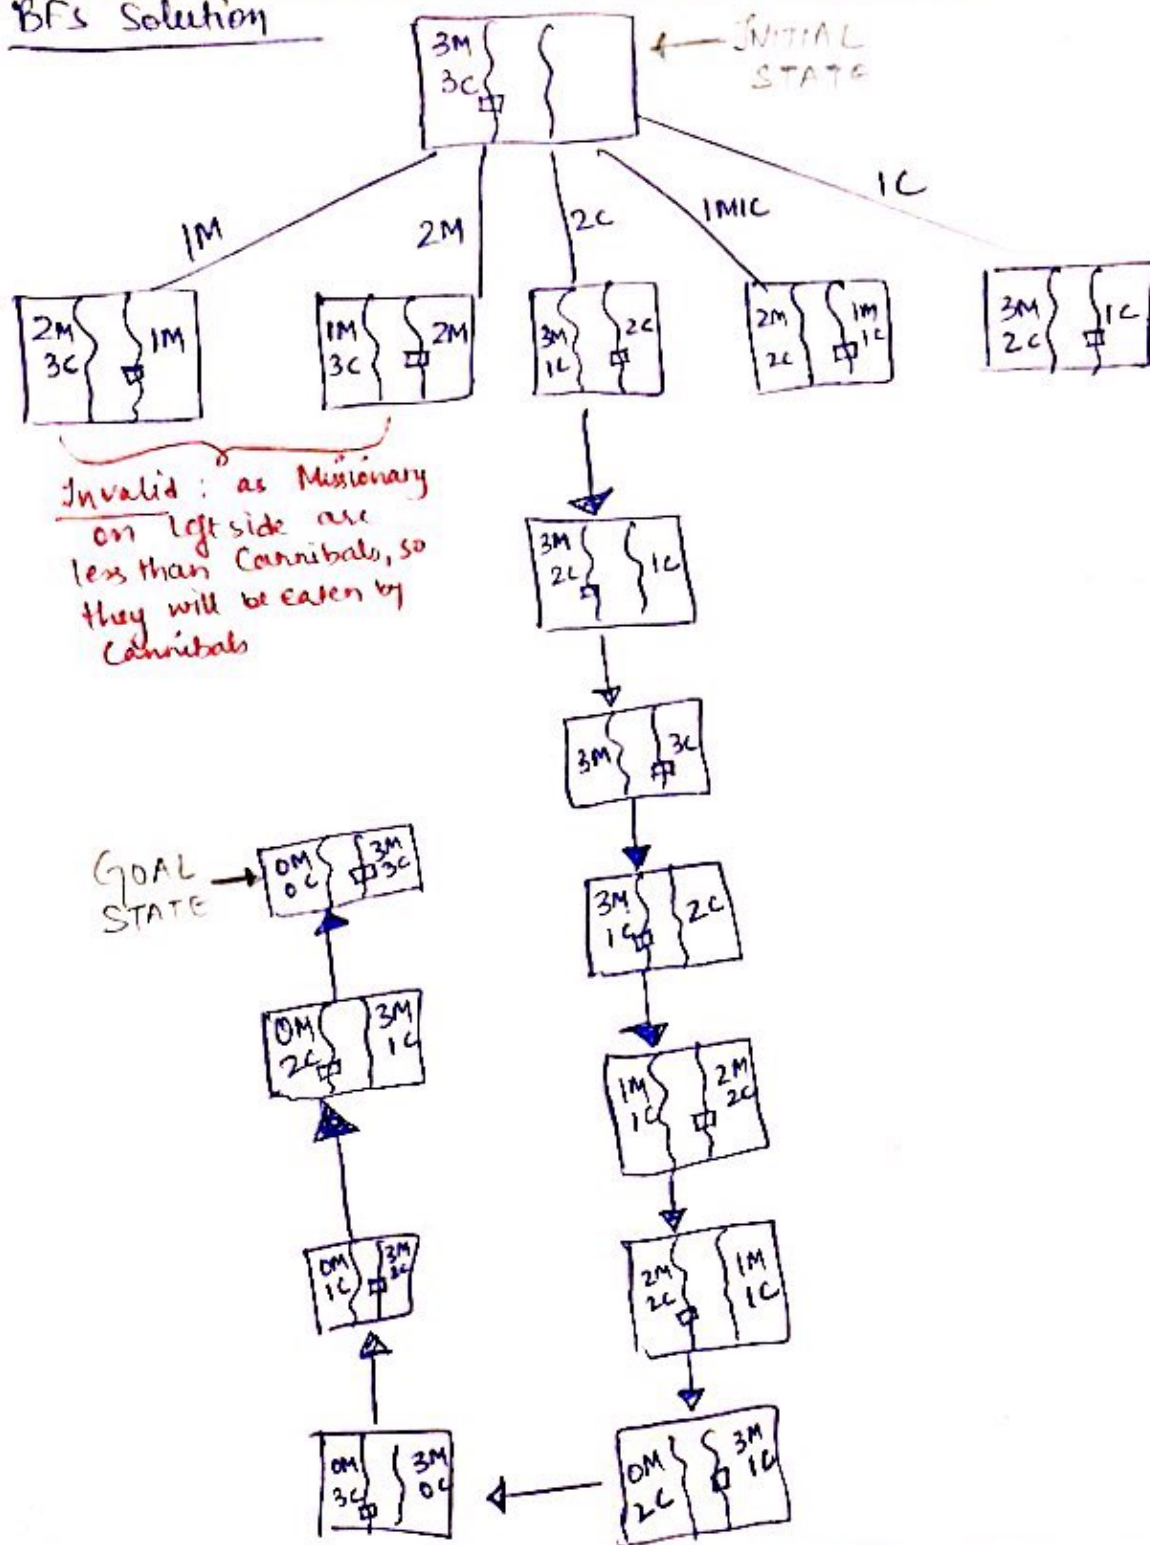 BFS Solution
3M
3C
INITIAL
STATE
1M
2M
2C
1M1C
1C
2M
3C
1M
1M
3C
2M
3M
1C
2C
2M
2C
1M
1C
3M
2C
1C
Invalid : as Missionary
on left side are
less than Cannibals, so
they will be eaten by
Cannibals
3M
2C
1C
3M
3C
3M
1C
2C
1M
1C
2M
2C
2M
2C
1M
1C
0M
2C
3M
1C
0M
3C
3M
0C
0M
1C
3M
2C
0M
2C
3M
1C
GOAL
STATE
0M
0C
3M
3C